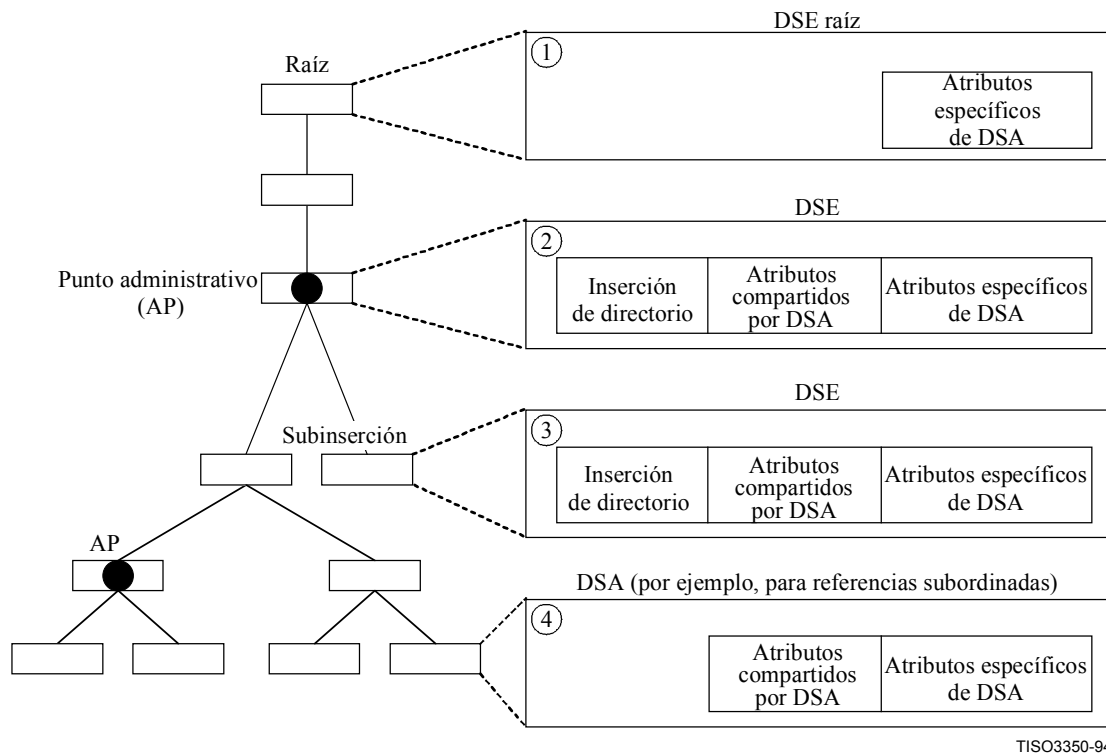 DSE raíz
1
Raíz
Atributos
específicos
de DSA
DSE
2
Punto administrativo
(AP)
Inserción
de directorio
Atributos
compartidos
por DSA
Atributos específicos
de DSA
DSE
3
Subinserción
Inserción
de directorio
Atributos
compartidos
por DSA
Atributos específicos
de DSA
AP
DSA (por ejemplo, para referencias subordinadas)
4
Atributos
compartidos
por DSA
Atributos específicos
de DSA
TISO3350-94